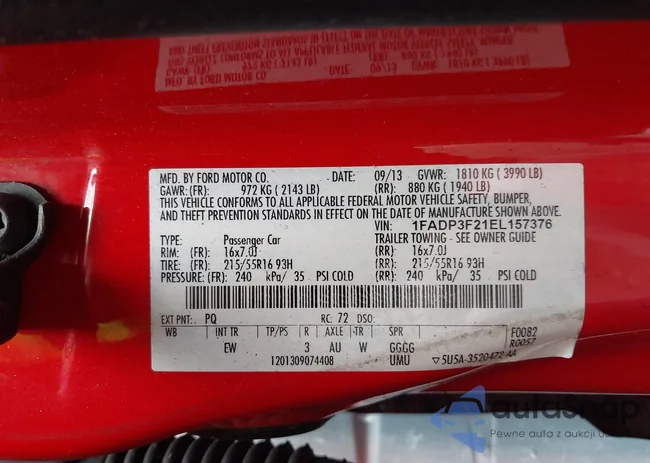 MFD. BY FORD MOTOR CO. DATE: 09/13 GVWR: 1810 KG ( 3990 LB)
GAWR: (FR): 972 KG ( 2143 LB) (RR): 880 KG ( 1940 LB)
THIS VEHICLE CONFORMS TO ALL APPLICABLE FEDERAL MOTOR VEHICLE SAFETY, BUMPER,
AND THEFT PREVENTION STANDARDS IN EFFECT ON THE DATE OF MANUFACTURE SHOWN ABOVE.
VIN: 1FADP3F21EL157376
TYPE: Passenger Car TRAILER TOWING - SEE OWNER GUIDE
RIM: (FR): 16x7.0J (RR): 16x7.0J
TIRE: (FR): 215/55R16 93H (RR): 215/55R16 93H
PRESSURE: (FR): 240 kPa/ 35 PSI COLD (RR): 240 kPa/ 35 PSI COLD
EXT PNT: PQ RC: 72 DSO:
WB INT TR TP/PS R AXLE -TR SPR F0082
EW 3 AU W GGGG R0057
1201309074408 UMU ▽5U5A-3520472 AA
autasnap
Pewne auta z aukcji